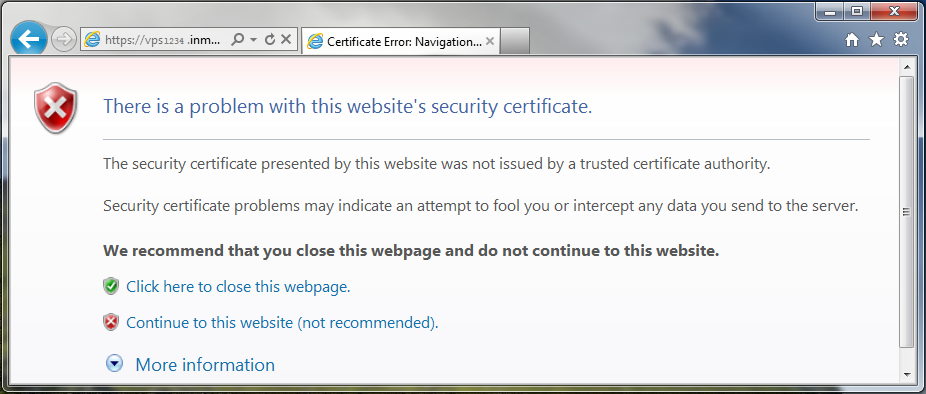 https://vps1234 .inm...
Certificate Error: Navigation...
There is a problem with this website's security certificate.
The security certificate presented by this website was not issued by a trusted certificate authority.
Security certificate problems may indicate an attempt to fool you or intercept any data you send to the server.
We recommend that you close this webpage and do not continue to this website.
Click here to close this webpage.
Continue to this website (not recommended).
More information